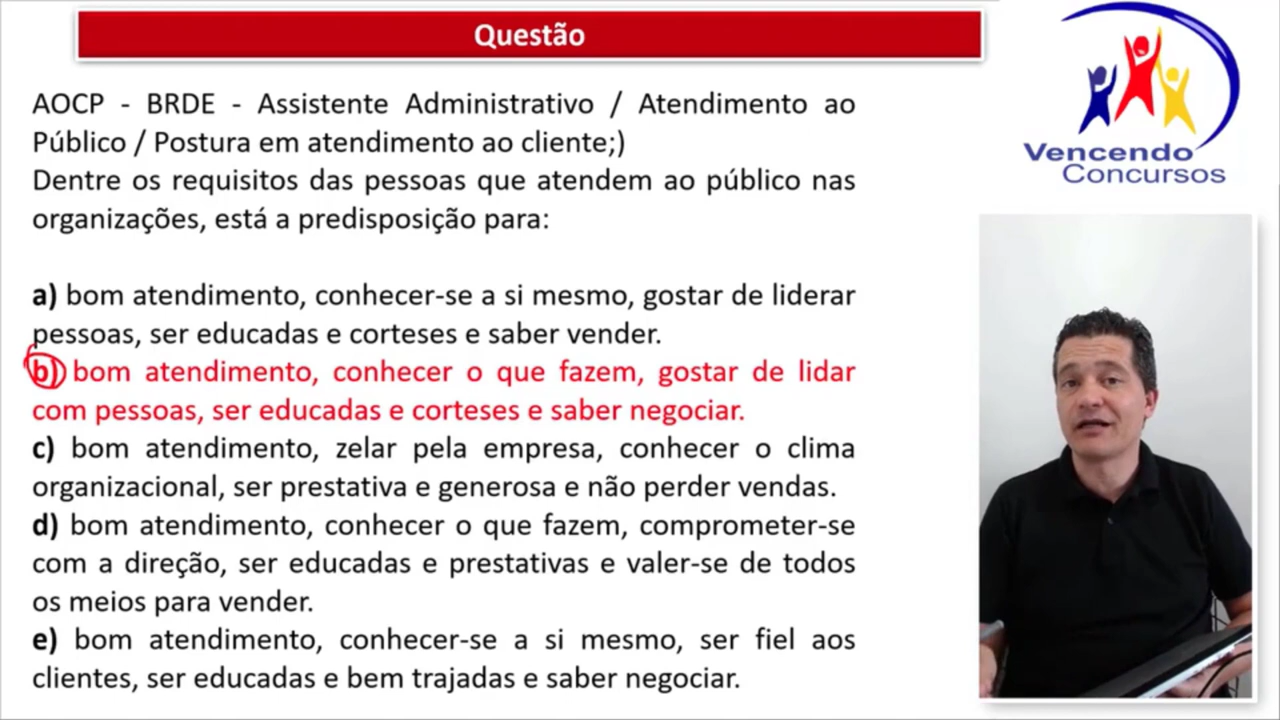 Questão
Vencendo
Concursos
AOCP - BRDE - Assistente Administrativo / Atendimento ao
Público / Postura em atendimento ao cliente;)
Dentre os requisitos das pessoas que atendem ao público nas
organizações, está a predisposição para:
a) bom atendimento, conhecer-se a si mesmo, gostar de liderar
pessoas, ser educadas e corteses e saber vender.
b) bom atendimento, conhecer o que fazem, gostar de lidar
com pessoas, ser educadas e corteses e saber negociar.
c) bom atendimento, zelar pela empresa, conhecer o clima
organizacional, ser prestativa e generosa e não perder vendas.
d) bom atendimento, conhecer o que fazem, comprometer-se
com a direção, ser educadas e prestativas e valer-se de todos
os meios para vender.
e) bom atendimento, conhecer-se a si mesmo, ser fiel aos
clientes, ser educadas e bem trajadas e saber negociar.